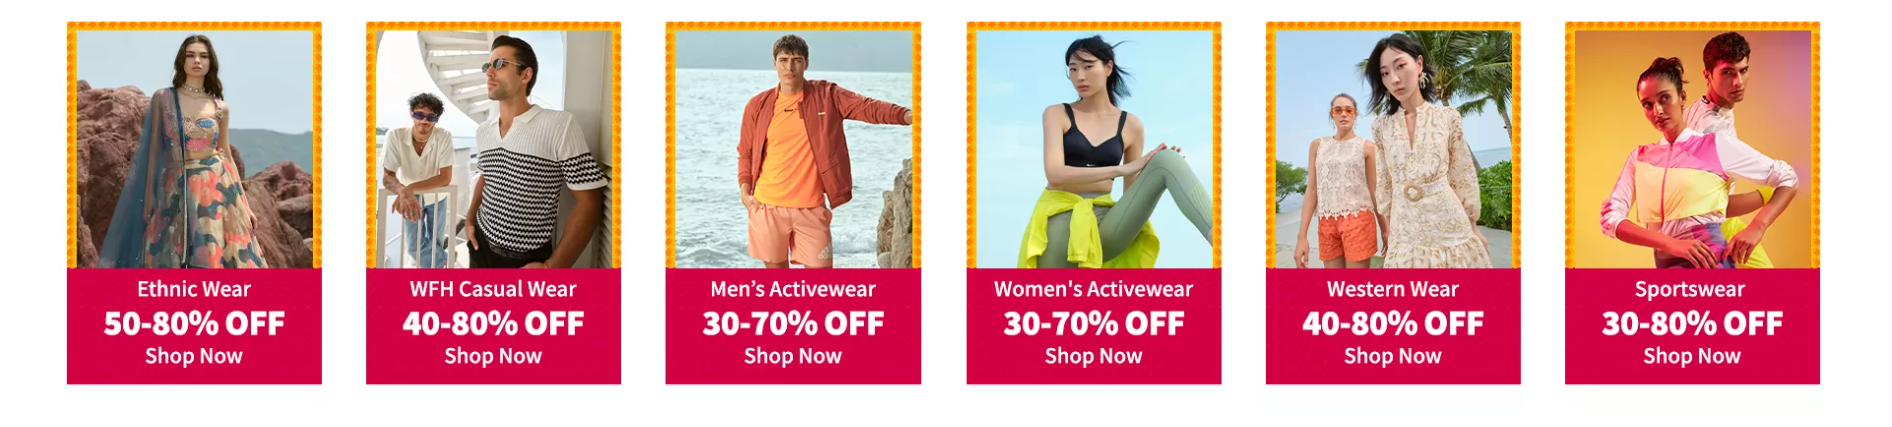 Ethnic Wear
50-80% OFF
Shop Now
WFH Casual Wear
40-80% OFF
Shop Now
Men’s Activewear
30-70% OFF
Shop Now
Women's Activewear
30-70% OFF
Shop Now
Western Wear
40-80% OFF
Shop Now
Sportswear
30-80% OFF
Shop Now